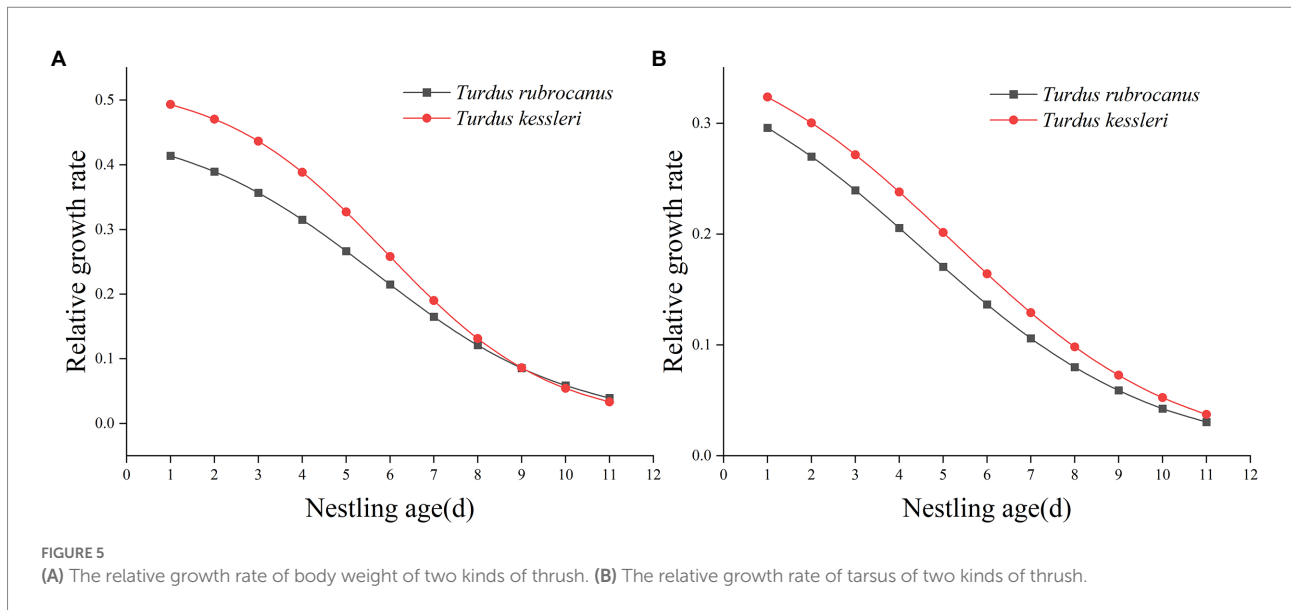 A
Turdus rubrocanus
Turdus kessleri
Relative growth rate
0.5
0.4
0.3
0.2
0.1
0.0
0 1 2 3 4 5 6 7 8 9 10 11 12
Nestling age(d)
B
Turdus rubrocanus
Turdus kessleri
Relative growth rate
0.3
0.2
0.1
0.0
0 1 2 3 4 5 6 7 8 9 10 11 12
Nestling age(d)
FIGURE 5
(A) The relative growth rate of body weight of two kinds of thrush. (B) The relative growth rate of tarsus of two kinds of thrush.